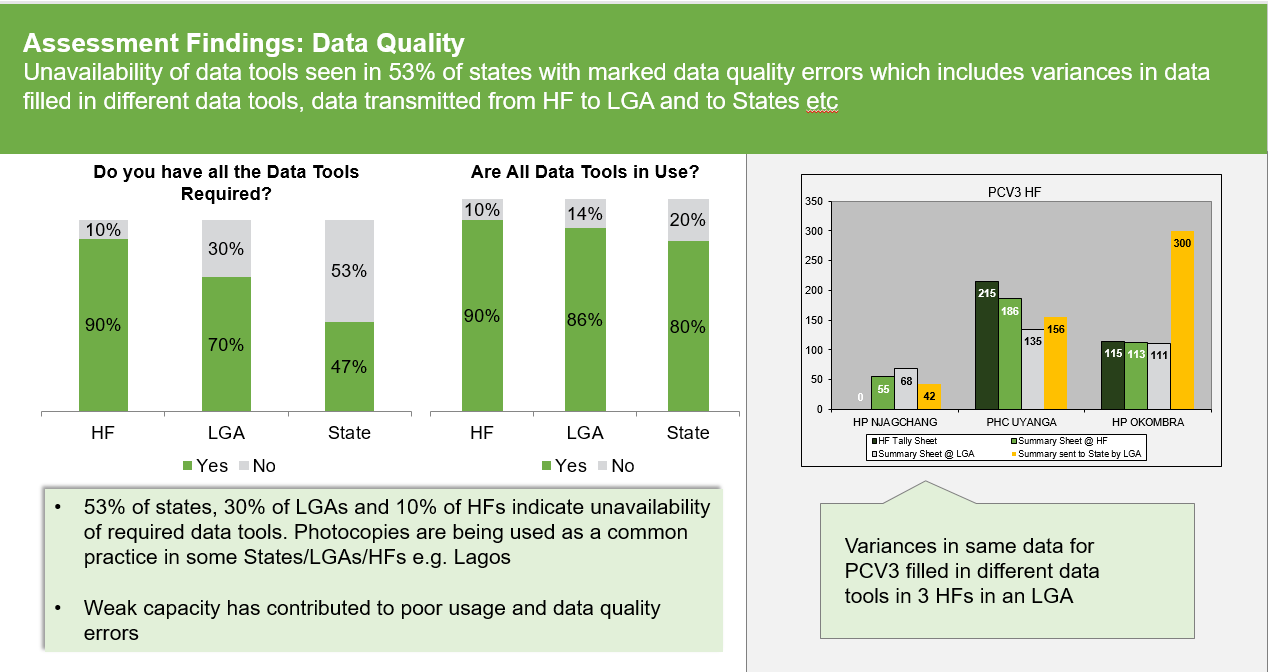 Assessment Findings: Data Quality
Unavailability of data tools seen in 53% of states with marked data quality errors which includes variances in data
filled in different data tools, data transmitted from HF to LGA and to States etc
Do you have all the Data Tools
Required?
10%
30%
53%
90%
70%
47%
HF
LGA
State
Yes
No
Are All Data Tools in Use?
10%
14%
20%
90%
86%
80%
HF
LGA
State
Yes
No
• 53% of states, 30% of LGAs and 10% of HFs indicate unavailability
of required data tools. Photocopies are being used as a common
practice in some States/LGAs/HFs e.g. Lagos
• Weak capacity has contributed to poor usage and data quality
errors
PCV3 HF
350
300
250
200
150
100
50
0
0
55
68
42
215
186
135
156
115
113
111
300
HP NJAGCHANG
PHC UYANGA
HP OKOMBRA
HF Tally Sheet
Summary Sheet @ HF
Summary Sheet @ LGA
Summary sent to State by LGA
Variances in same data for
PCV3 filled in different data
tools in 3 HFs in an LGA